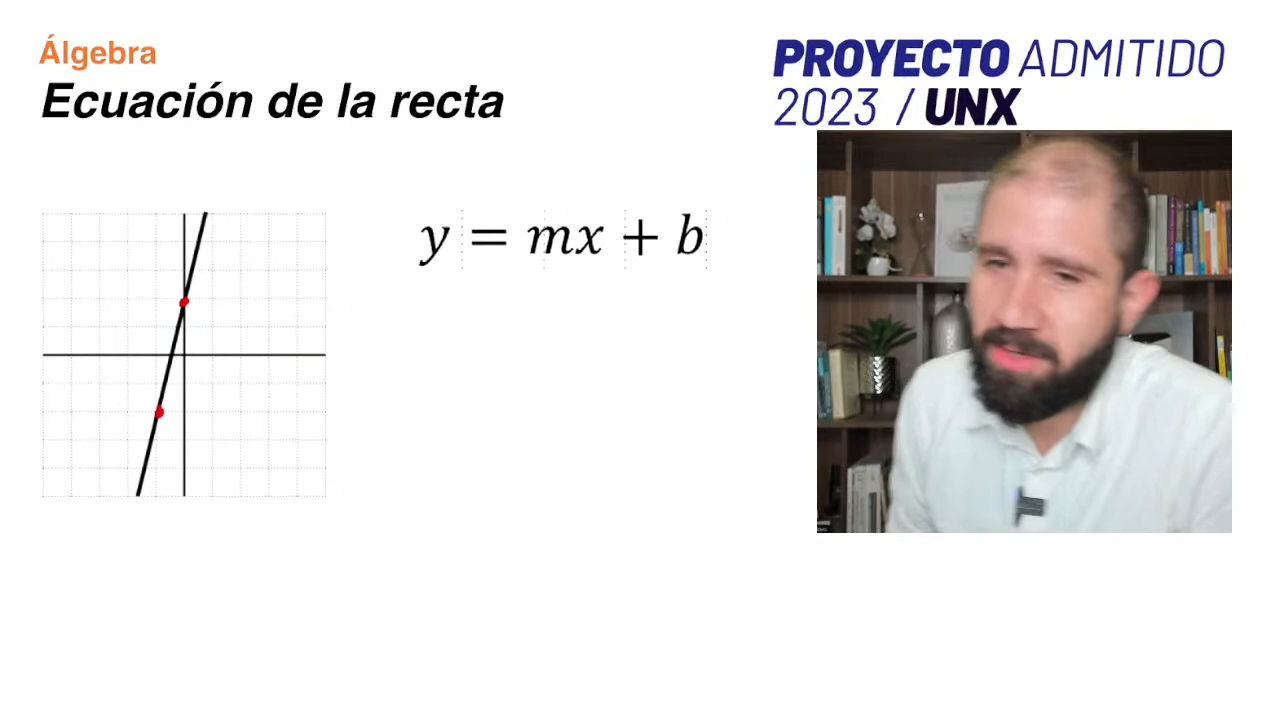 Álgebra
Ecuación de la recta
PROYECTO ADMITIDO
2023 / UNX
y = mx + b